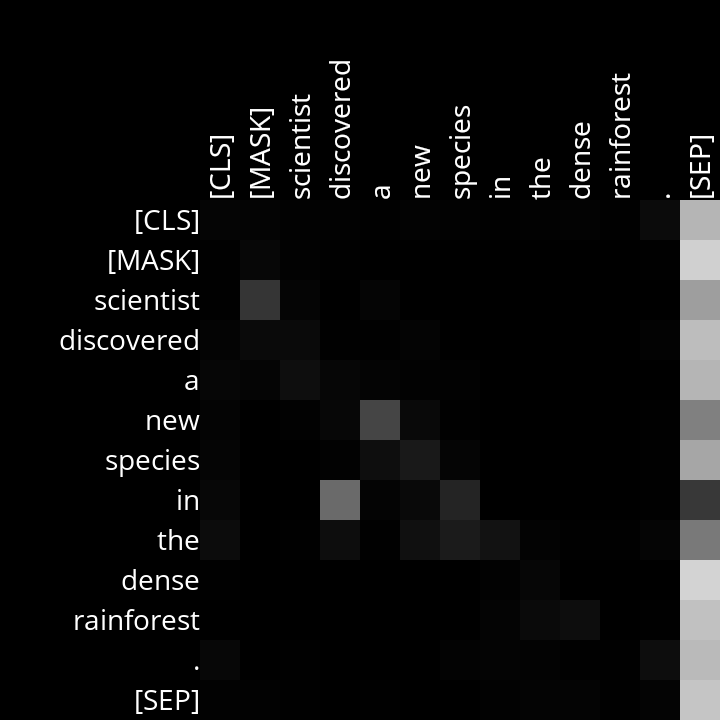 [CLS]
[MASK]
scientist
discovered
a
new
species
in
the
dense
rainforest
.
[SEP]
[CLS]
[MASK]
scientist
discovered
a
new
species
in
the
dense
rainforest
.
[SEP]